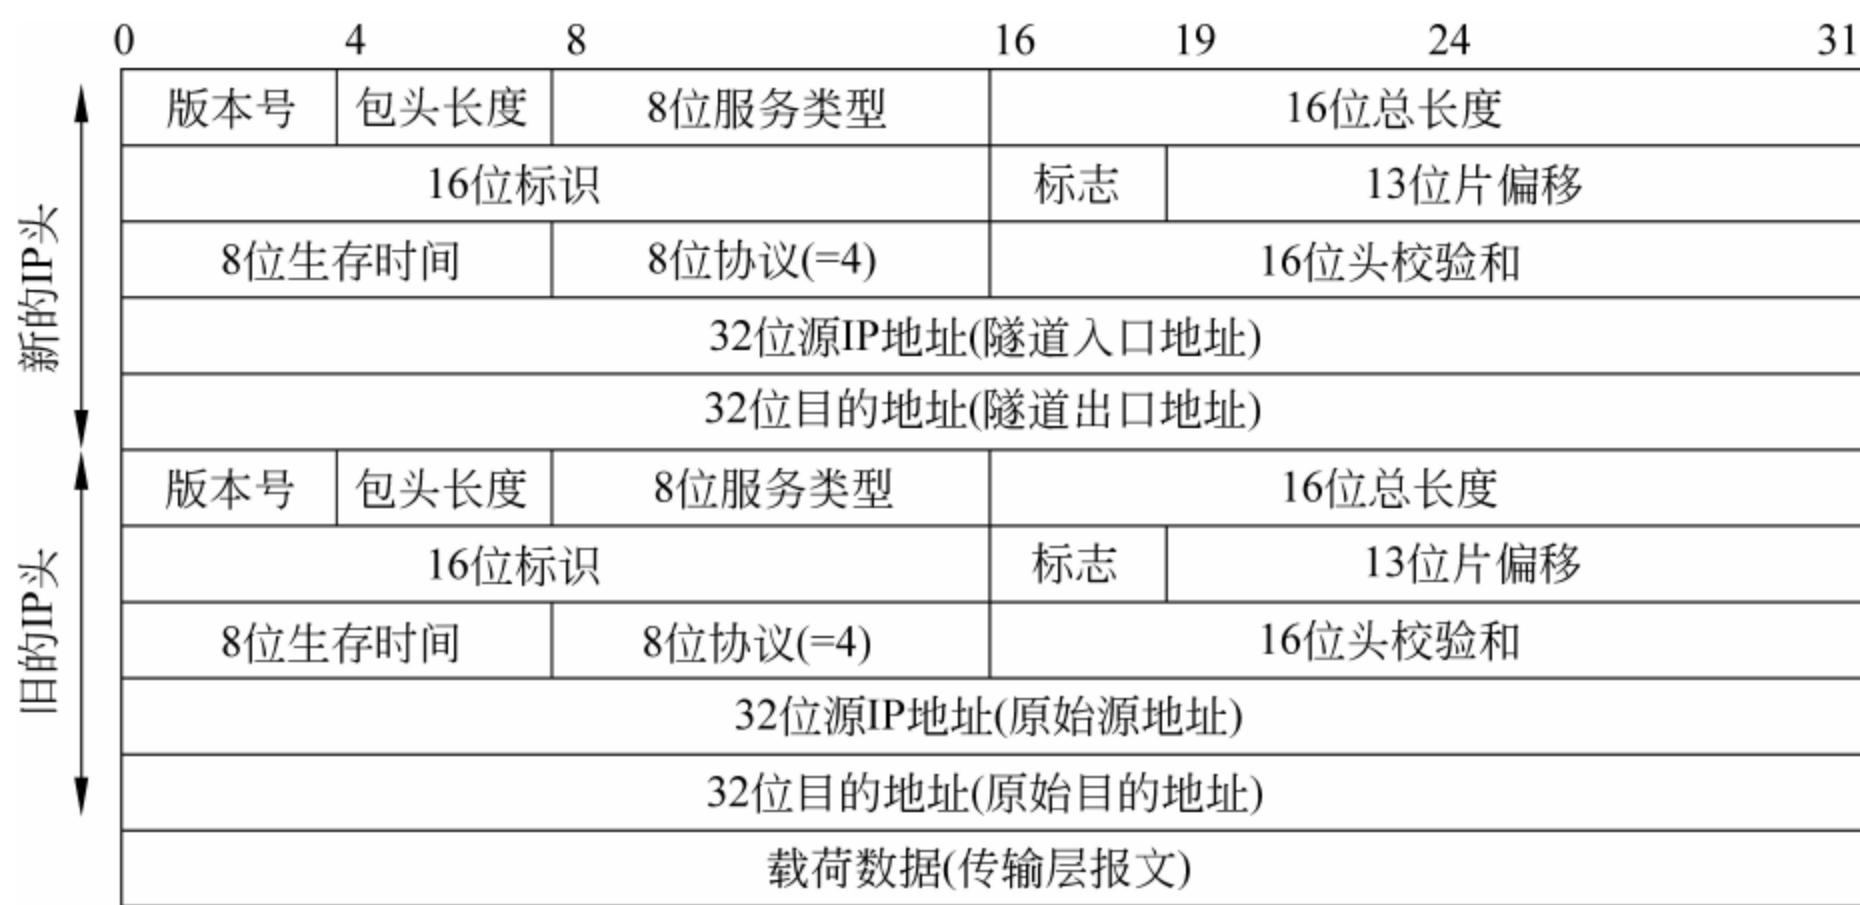 0 4 8 16 19 24 31
版本号 包头长度 8位服务类型 16位总长度
16位标识 标志 13位片偏移
8位生存时间 8位协议(=4) 16位头校验和
32位源IP地址(隧道入口地址)
32位目的地址(隧道出口地址)
新的IP头
版本号 包头长度 8位服务类型 16位总长度
16位标识 标志 13位片偏移
8位生存时间 8位协议(=4) 16位头校验和
32位源IP地址(原始源地址)
32位目的地址(原始目的地址)
旧的IP头
载荷数据(传输层报文)